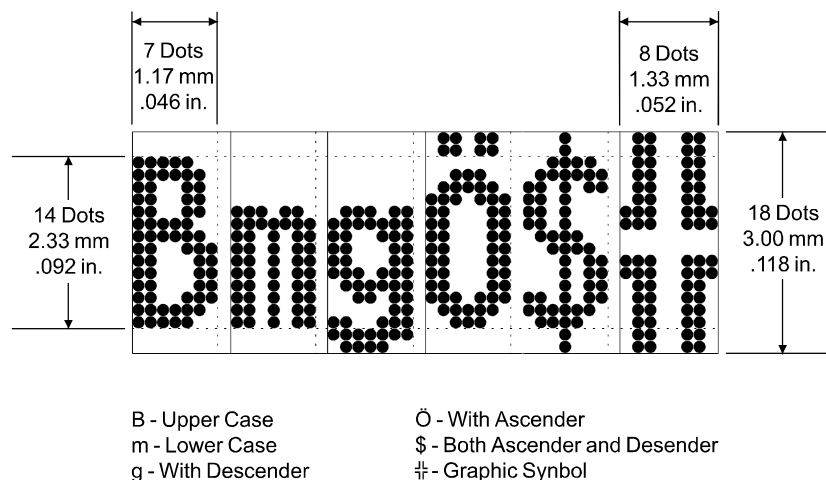 7 Dots
1.17 mm
.046 in.
8 Dots
1.33 mm
.052 in.
14 Dots
2.33 mm
.092 in.
BmgÖ$╬
18 Dots
3.00 mm
.118 in.
B - Upper Case
m - Lower Case
g - With Descender
Ö - With Ascender
$ - Both Ascender and Desender
╬ - Graphic Synbol